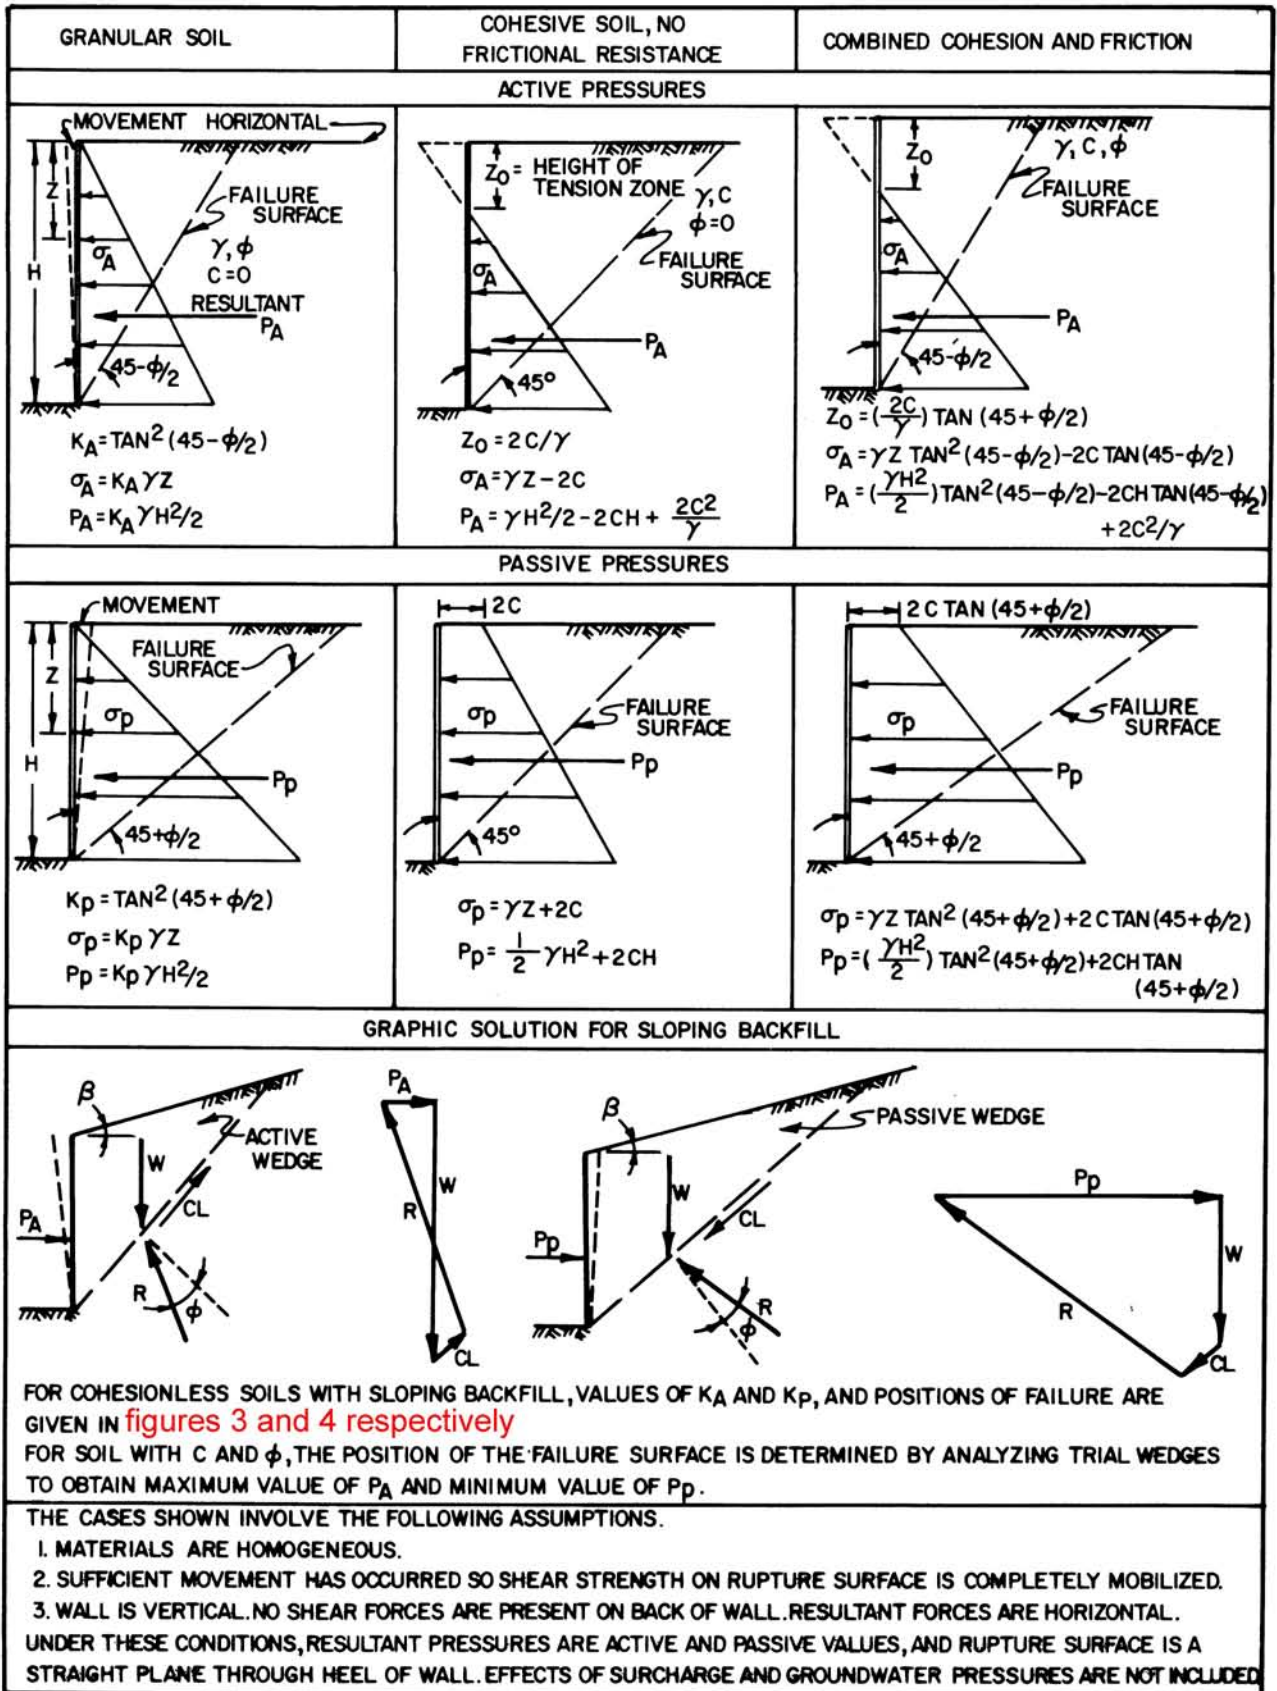 GRANULAR SOIL
COHESIVE SOIL, NO
FRICTIONAL RESISTANCE
COMBINED COHESION AND FRICTION
ACTIVE PRESSURES
MOVEMENT HORIZONTAL
Z
H
FAILURE
SURFACE
γ, φ
C=0
σA
RESULTANT
PA
45-φ/2
KA=TAN²(45-φ/2)
σA=KAγZ
PA=KAγH²/2
Z0= HEIGHT OF
TENSION ZONE
γ, C
φ=0
FAILURE
SURFACE
σA
PA
45°
Z0=2C/γ
σA=γZ-2C
PA=γH²/2-2CH+ 2C²/γ
Z0
γ, C, φ
FAILURE
SURFACE
σA
PA
45-φ/2
Z0=(2C/γ) TAN (45+φ/2)
σA=γZ TAN²(45-φ/2)-2C TAN(45-φ/2)
PA=(γH²/2)TAN²(45-φ/2)-2CH TAN(45-φ/2)
+2C²/γ
PASSIVE PRESSURES
MOVEMENT
FAILURE
SURFACE
Z
H
σp
Pp
45+φ/2
Kp=TAN²(45+φ/2)
σp=KpγZ
Pp=KpγH²/2
2C
FAILURE
SURFACE
σp
Pp
45°
σp=γZ+2C
Pp=1/2 γH²+2CH
2C TAN (45+φ/2)
FAILURE
SURFACE
σp
Pp
45+φ/2
σp=γZ TAN²(45+φ/2)+2C TAN(45+φ/2)
Pp=(γH²/2) TAN²(45+φ/2)+2CH TAN
(45+φ/2)
GRAPHIC SOLUTION FOR SLOPING BACKFILL
β
ACTIVE
WEDGE
W
CL
PA
R
φ
PA
W
R
CL
β
PASSIVE WEDGE
W
CL
Pp
R
φ
Pp
W
R
CL
FOR COHESIONLESS SOILS WITH SLOPING BACKFILL, VALUES OF KA AND Kp, AND POSITIONS OF FAILURE ARE
GIVEN IN figures 3 and 4 respectively
FOR SOIL WITH C AND φ, THE POSITION OF THE FAILURE SURFACE IS DETERMINED BY ANALYZING TRIAL WEDGES
TO OBTAIN MAXIMUM VALUE OF PA AND MINIMUM VALUE OF Pp.
THE CASES SHOWN INVOLVE THE FOLLOWING ASSUMPTIONS.
1. MATERIALS ARE HOMOGENEOUS.
2. SUFFICIENT MOVEMENT HAS OCCURRED SO SHEAR STRENGTH ON RUPTURE SURFACE IS COMPLETELY MOBILIZED.
3. WALL IS VERTICAL. NO SHEAR FORCES ARE PRESENT ON BACK OF WALL. RESULTANT FORCES ARE HORIZONTAL.
UNDER THESE CONDITIONS, RESULTANT PRESSURES ARE ACTIVE AND PASSIVE VALUES, AND RUPTURE SURFACE IS A
STRAIGHT PLANE THROUGH HEEL OF WALL. EFFECTS OF SURCHARGE AND GROUNDWATER PRESSURES ARE NOT INCLUDED